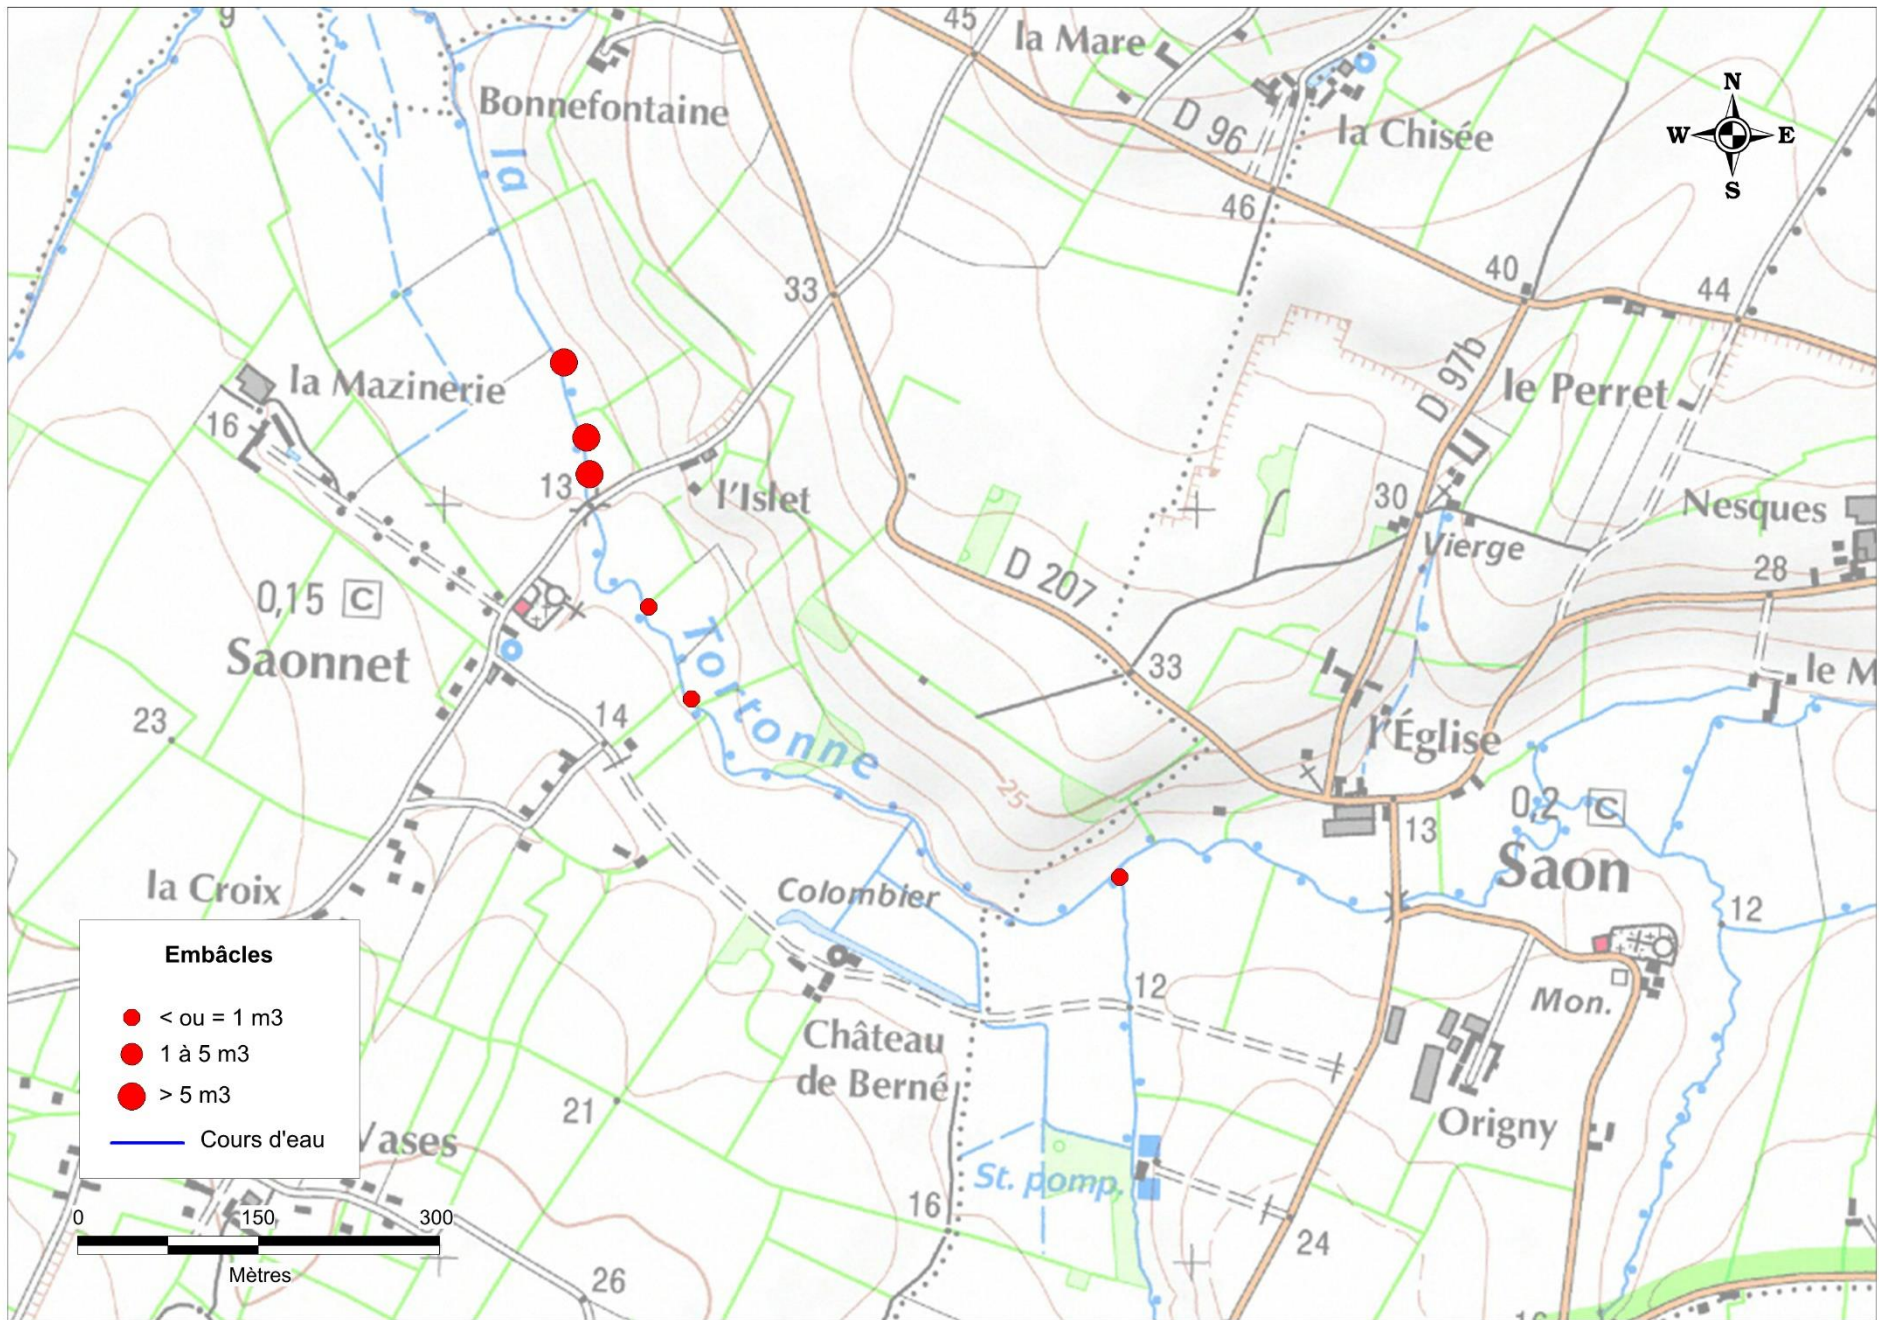 9
45
la Mare
N
W E
S
Bonnefontaine
D 96
la Chisée
la
46
33
40
44
la Mazinerie
D 97b
le Perret
16
13
l'Islet
30
Nesques
Vierge
28
0,15 C
D 207
Saonnet
Tortonne
33
le M
23
14
l'Église
25
0,2 C
13
Saon
la Croix
Colombier
12
Embâcles
12
Mon.
< ou = 1 m3
Château
de Berné
1 à 5 m3
> 5 m3
21
Origny
Cours d'eau
Vases
St. pomp.
16
0 150 300
24
Mètres
26